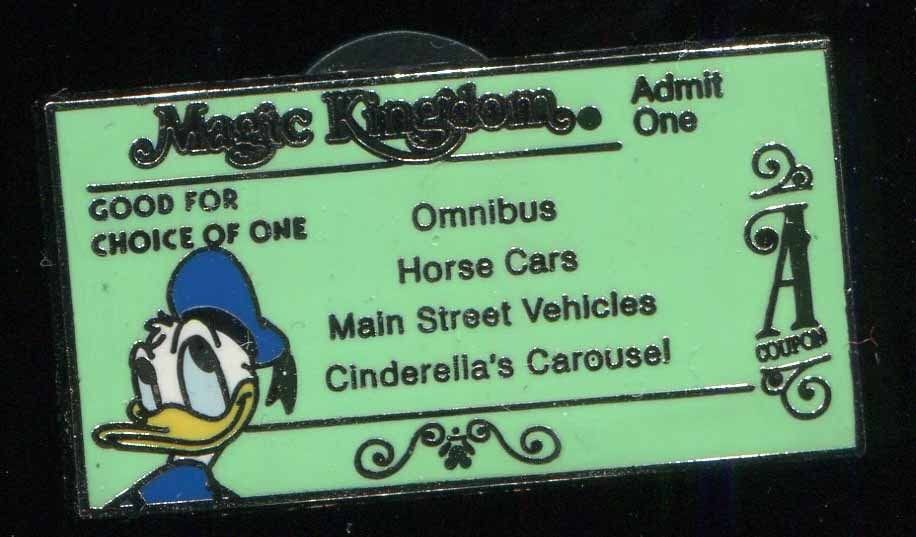 Magic Kingdom.
Admit
One
GOOD FOR
CHOICE OF ONE
Omnibus
Horse Cars
Main Street Vehicles
Cinderella's Carousel
A
COUPON